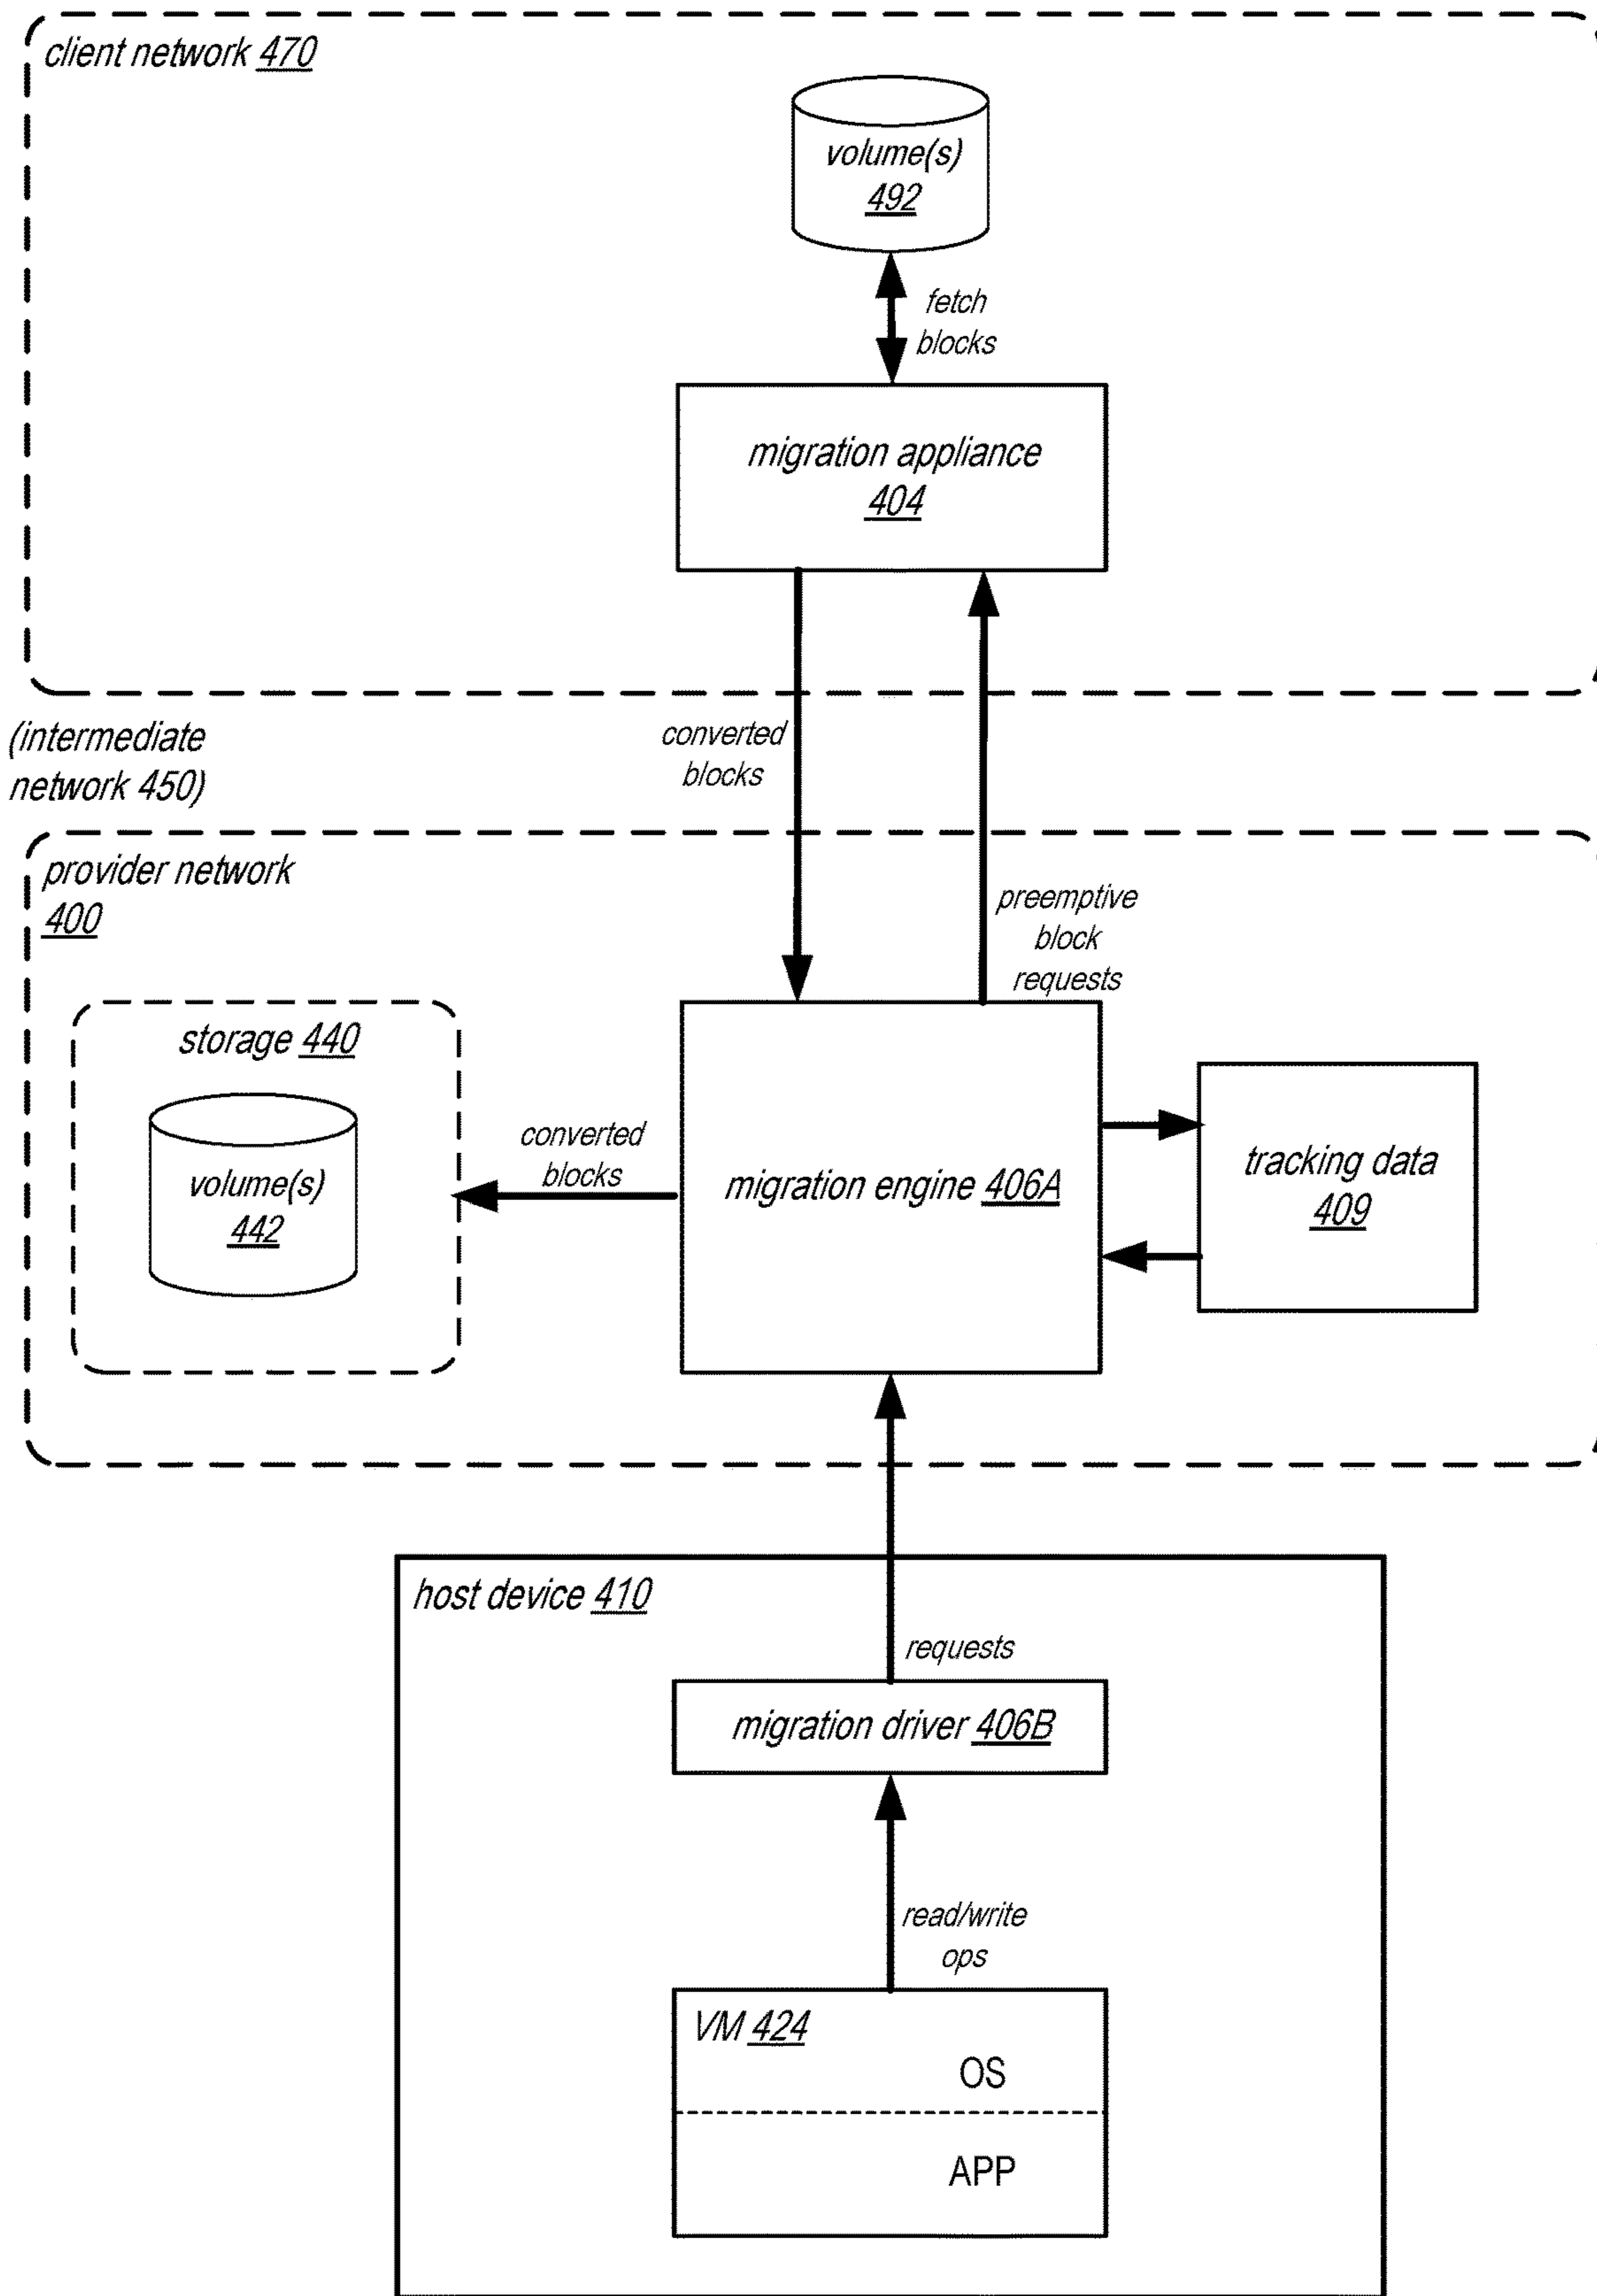 client network 470
volume(s)
492
fetch
blocks
migration appliance
404
(intermediate
network 450)
converted
blocks
provider network
400
preemptive
block
requests
storage 440
volume(s)
442
converted
blocks
migration engine 406A
tracking data
409
host device 410
requests
migration driver 406B
read/write
ops
VM 424
OS
APP